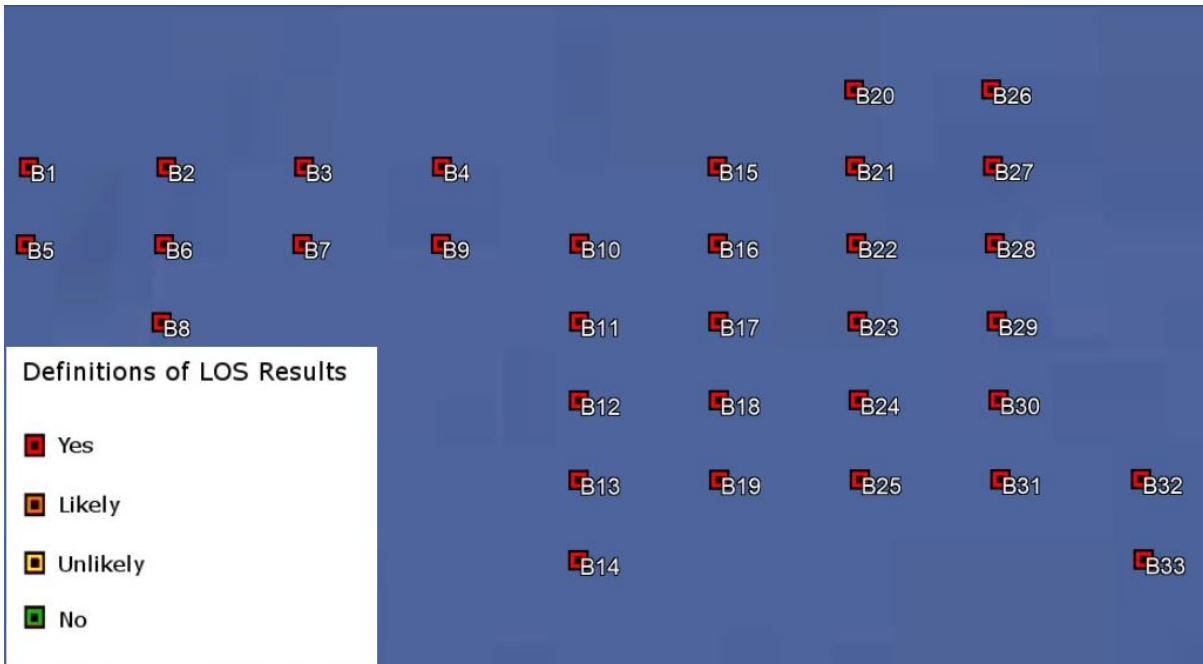 B20 B26
B1 B2 B3 B4 B15 B21 B27
B5 B6 B7 B9 B10 B16 B22 B28
B8 B11 B17 B23 B29
Definitions of LOS Results
B12 B18 B24 B30
Yes
B13 B19 B25 B31 B32
Likely
Unlikely
B14 B33
No